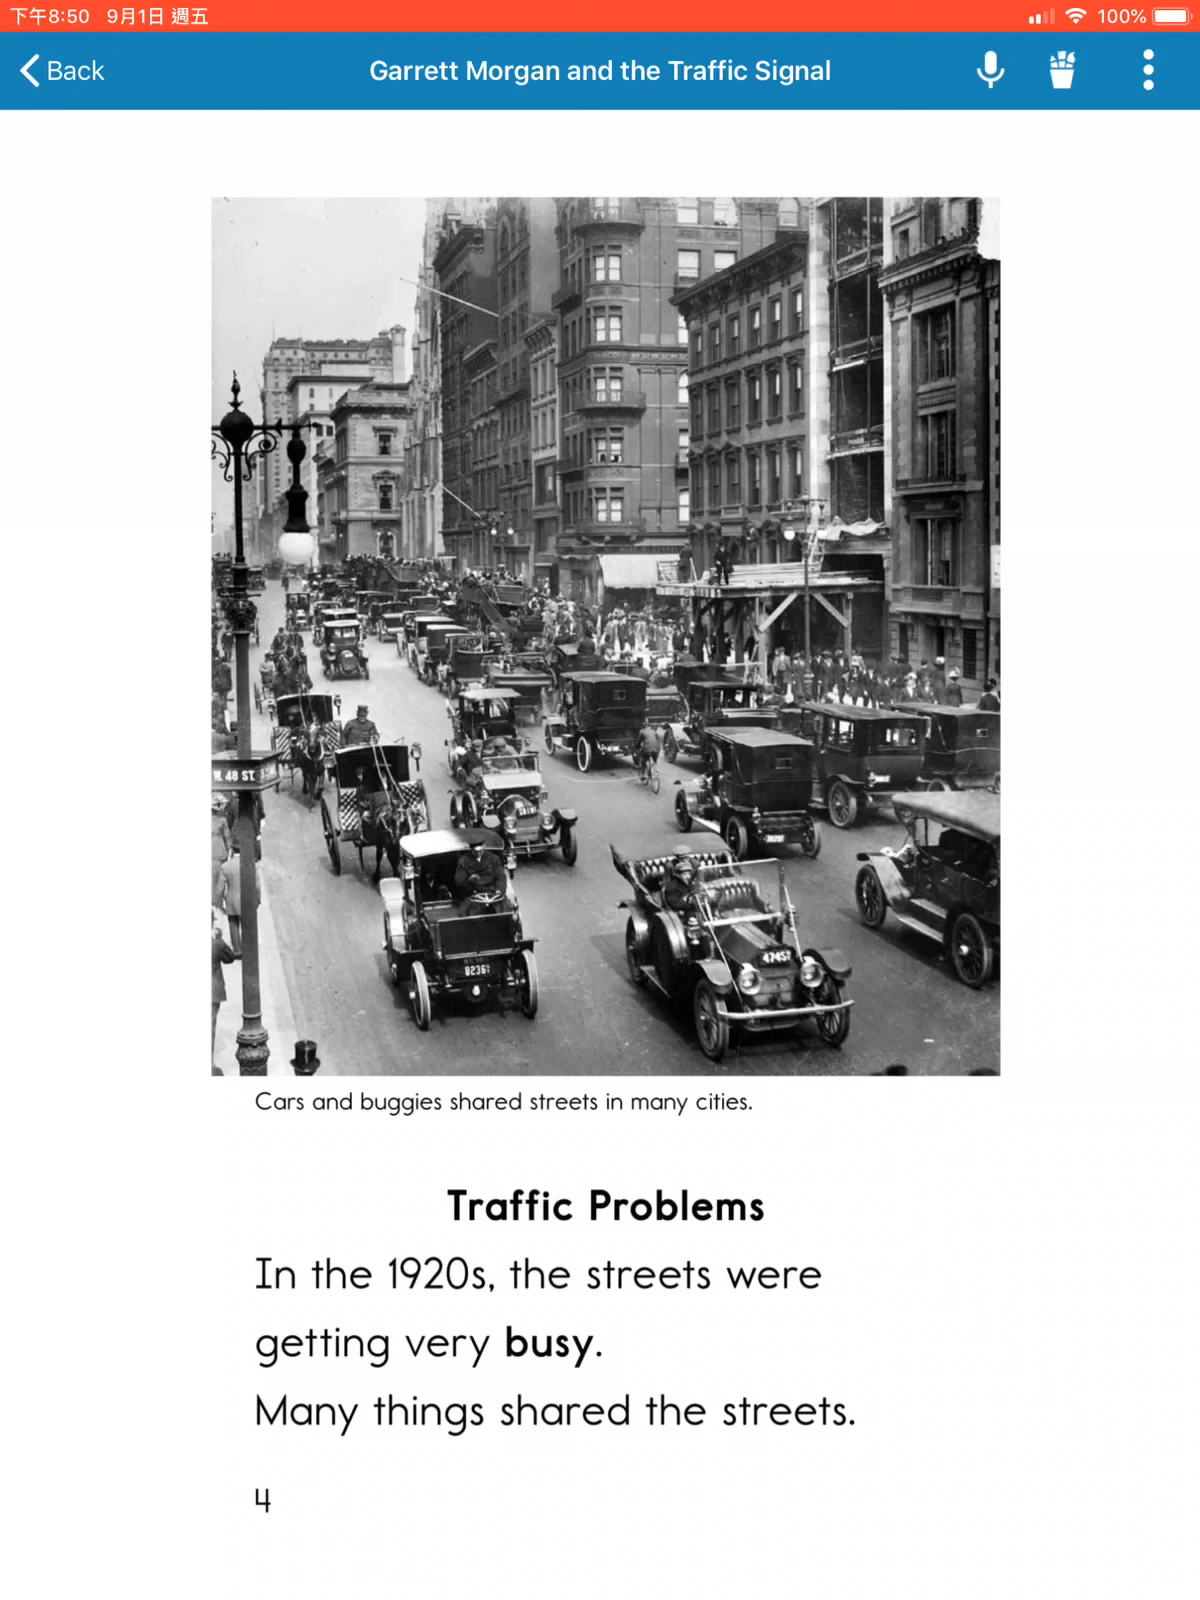 下午8:50 9月1日 週五 100%
Back Garrett Morgan and the Traffic Signal
W. 48 ST.
8236
47457
Cars and buggies shared streets in many cities.
Traffic Problems
In the 1920s, the streets were
getting very busy.
Many things shared the streets.
4